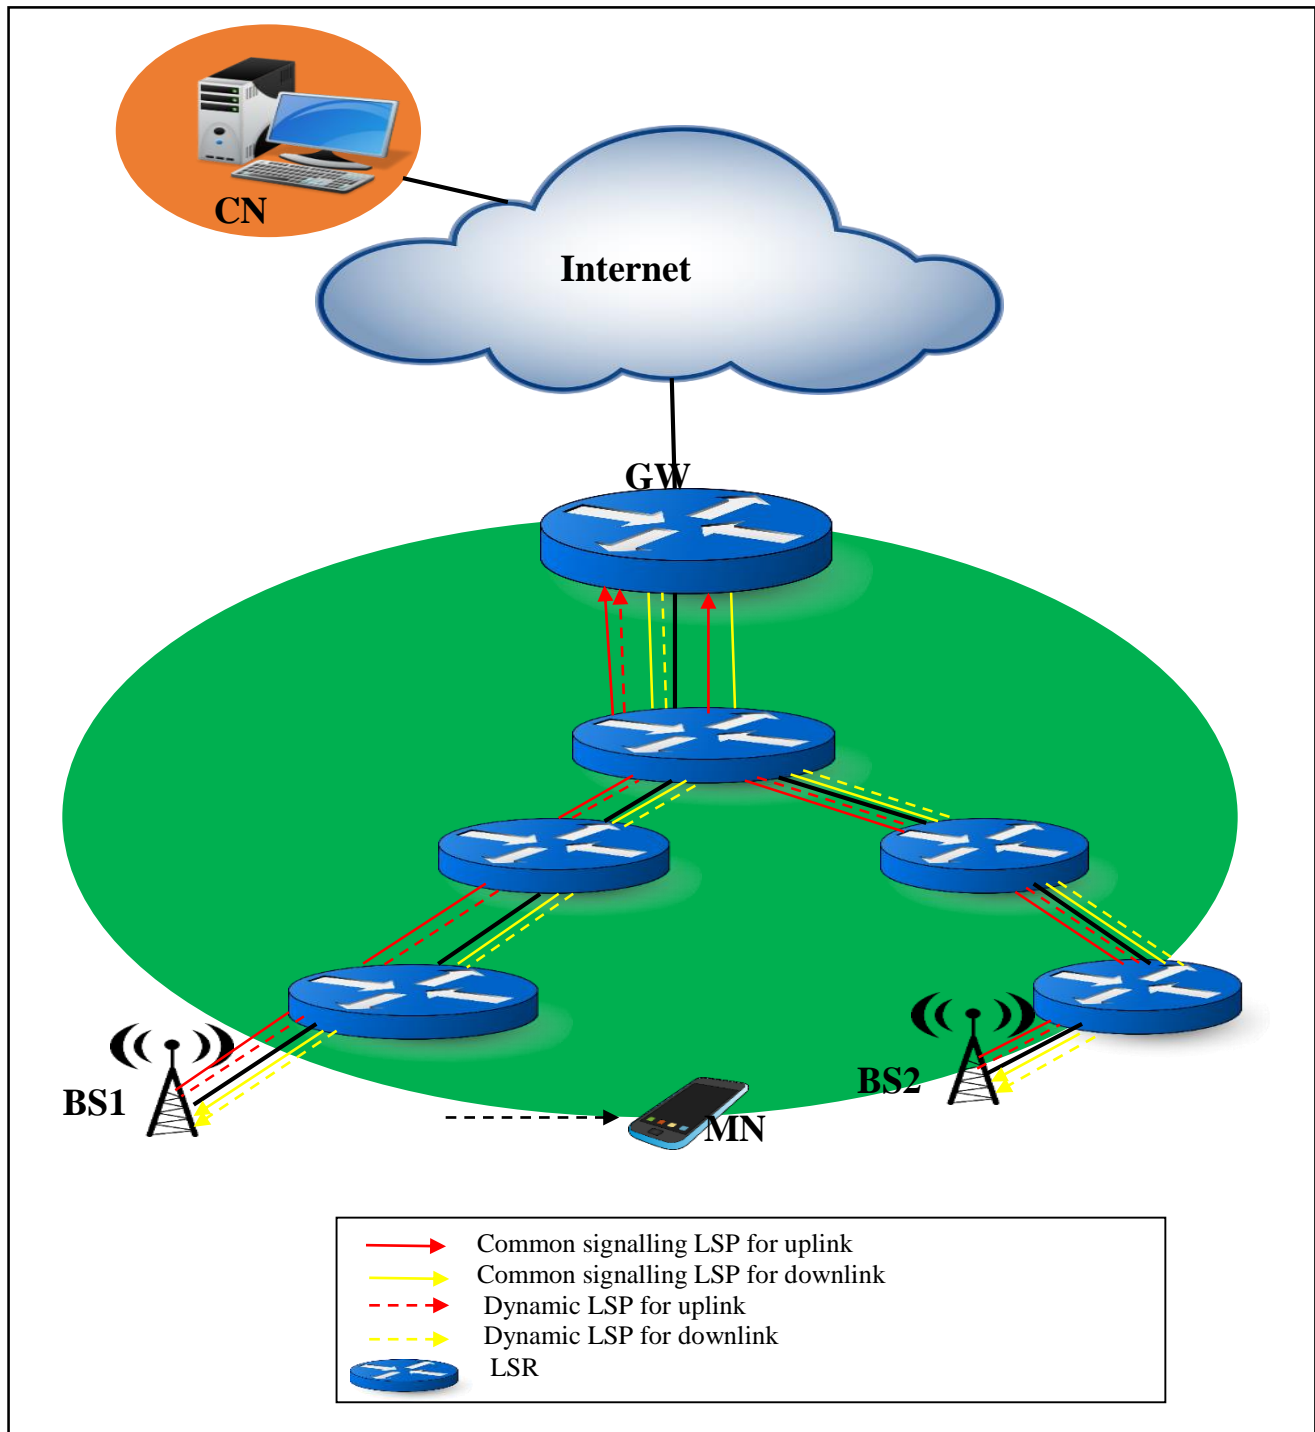 CN
Internet
GW
BS1
BS2
MN
Common signalling LSP for uplink
Common signalling LSP for downlink
Dynamic LSP for uplink
Dynamic LSP for downlink
LSR